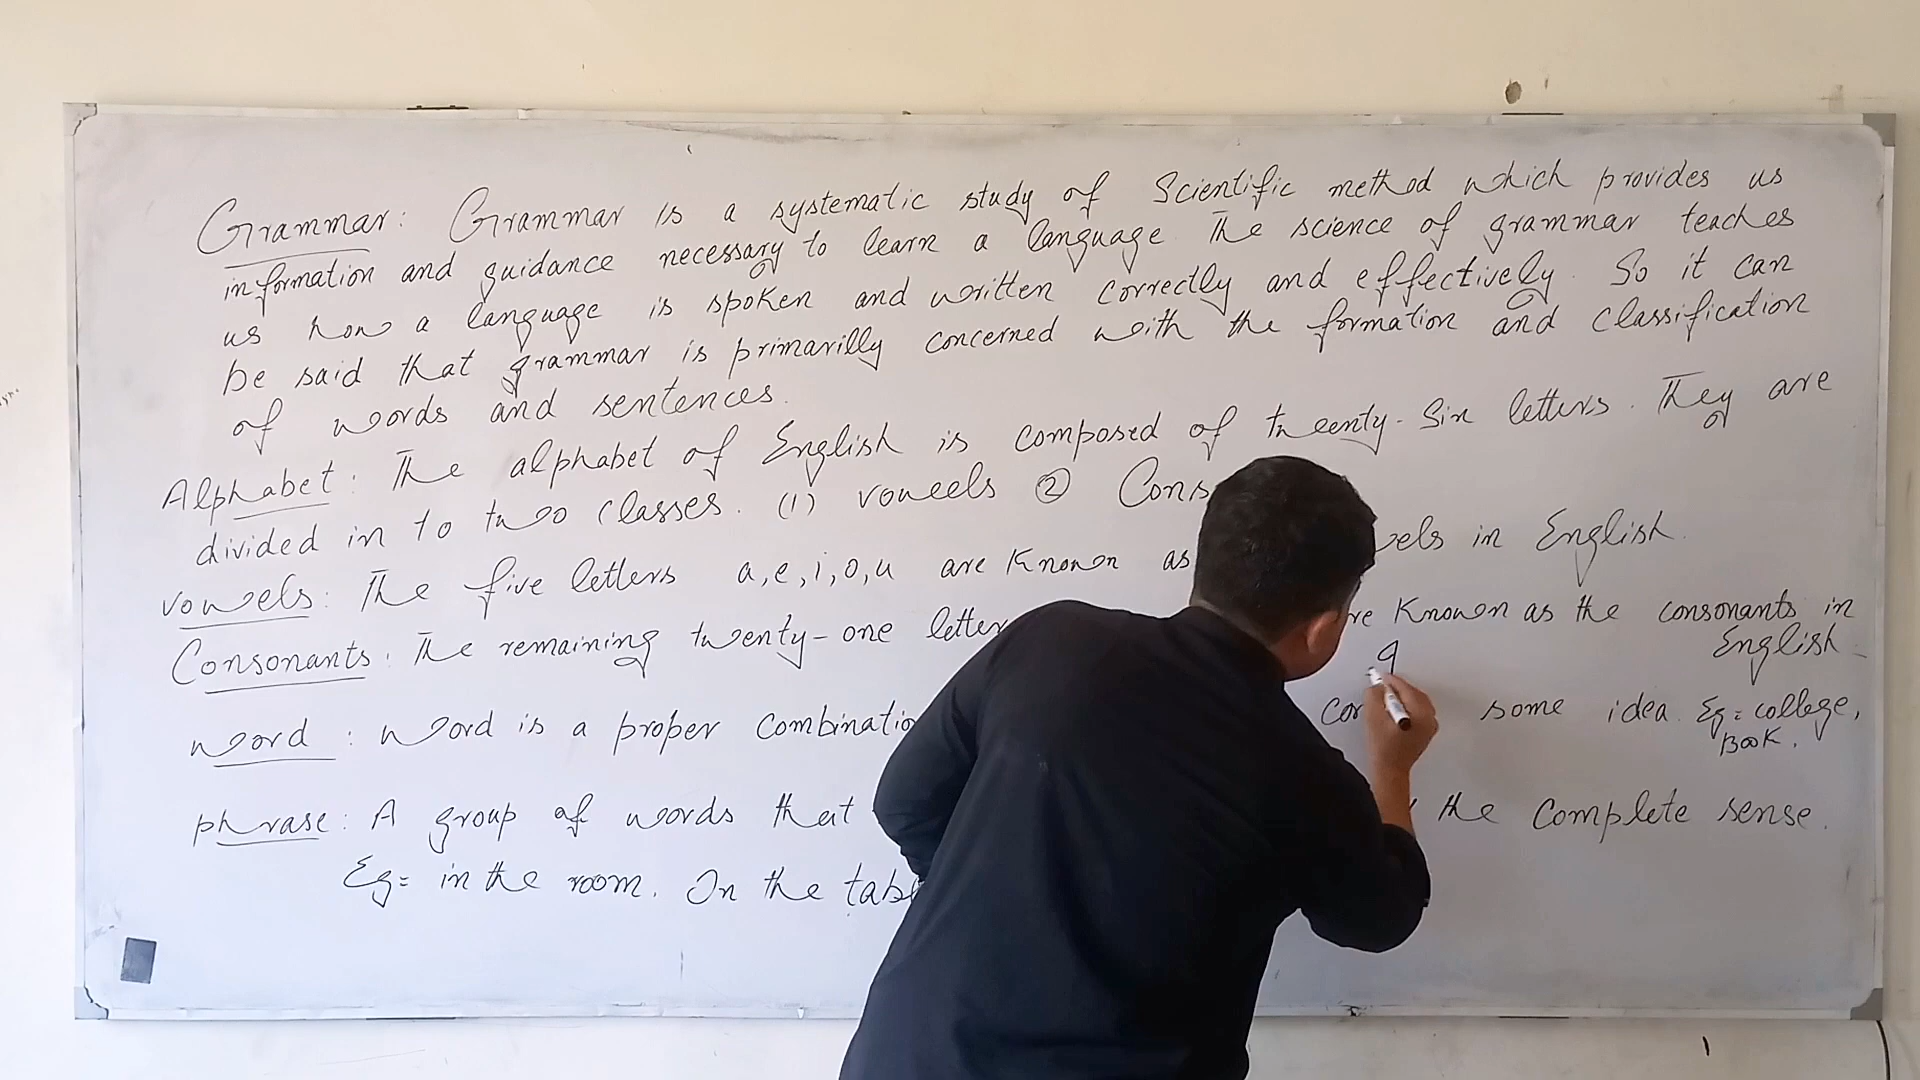 Grammar: Grammar is a systematic study of Scientific method which provides us
information and guidance necessary to learn a language. The science of grammar teaches
us how a language is spoken and written correctly and effectively. So it can
be said that grammar is primarilly concerned with the formation and classification
of words and sentences.
Alphabet: The alphabet of English is composed of twenty-six letters. They are
divided in to two classes. (1) vowels ② Cons
vowels: The five letters a, e, i, o, u are known as vels in English.
Consonants: The remaining twenty-one letter re known as the consonants in
English
9
word: word is a proper combinatio con some idea. Eg= college,
Book.
phrase: A group of words that the complete sense.
Eg= in the room. On the tab